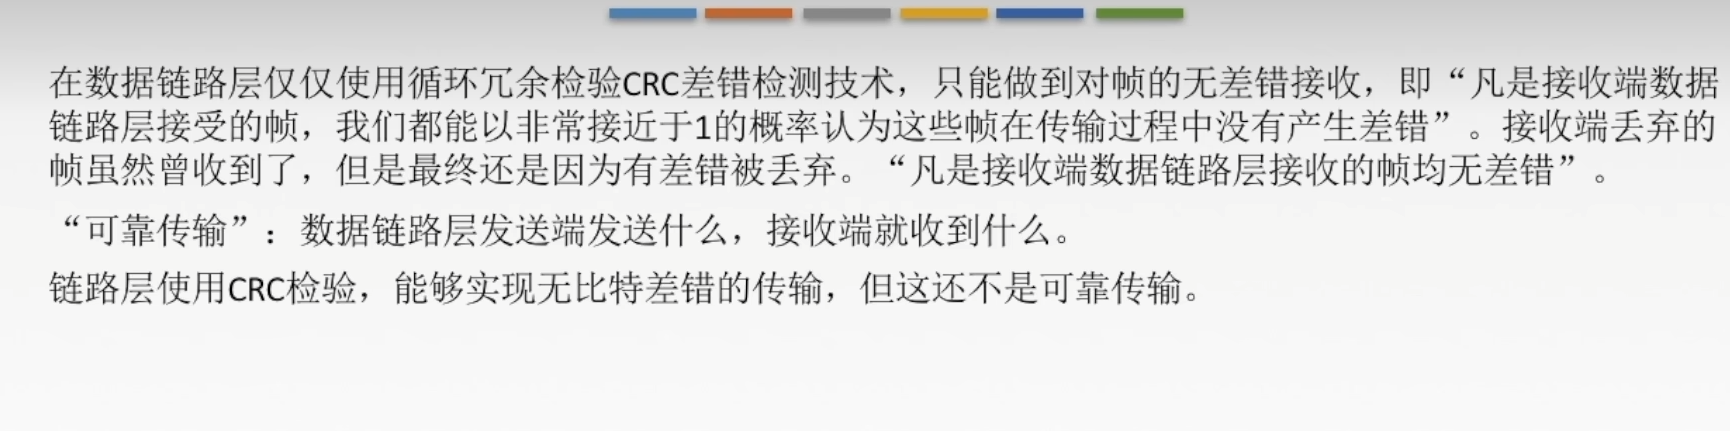 在数据链路层仅仅使用循环冗余检验CRC差错检测技术，只能做到对帧的无差错接收，即“凡是接收端数据
链路层接受的帧，我们都能以非常接近于1的概率认为这些帧在传输过程中没有产生差错”。接收端丢弃的
帧虽然曾收到了，但是最终还是因为有差错被丢弃。“凡是接收端数据链路层接收的帧均无差错”。
“可靠传输”：数据链路层发送端发送什么，接收端就收到什么。
链路层使用CRC检验，能够实现无比特差错的传输，但这还不是可靠传输。